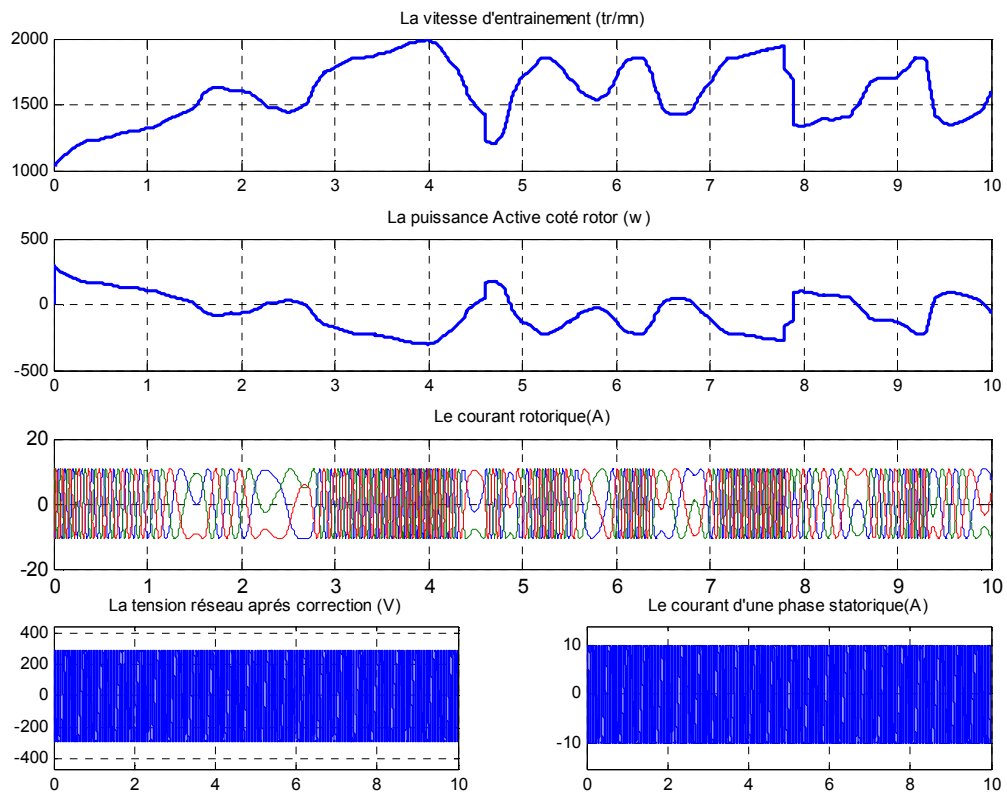 La vitesse d'entrainement (tr/mn)
2000
1500
1000
0 1 2 3 4 5 6 7 8 9 10
La puissance Active coté rotor (w)
500
0
-500
0 1 2 3 4 5 6 7 8 9 10
Le courant rotorique(A)
20
0
-20
0 1 2 3 4 5 6 7 8 9 10
La tension réseau aprés correction (V)
400
200
0
-200
-400
0 2 4 6 8 10
Le courant d'une phase statorique(A)
10
0
-10
0 2 4 6 8 10